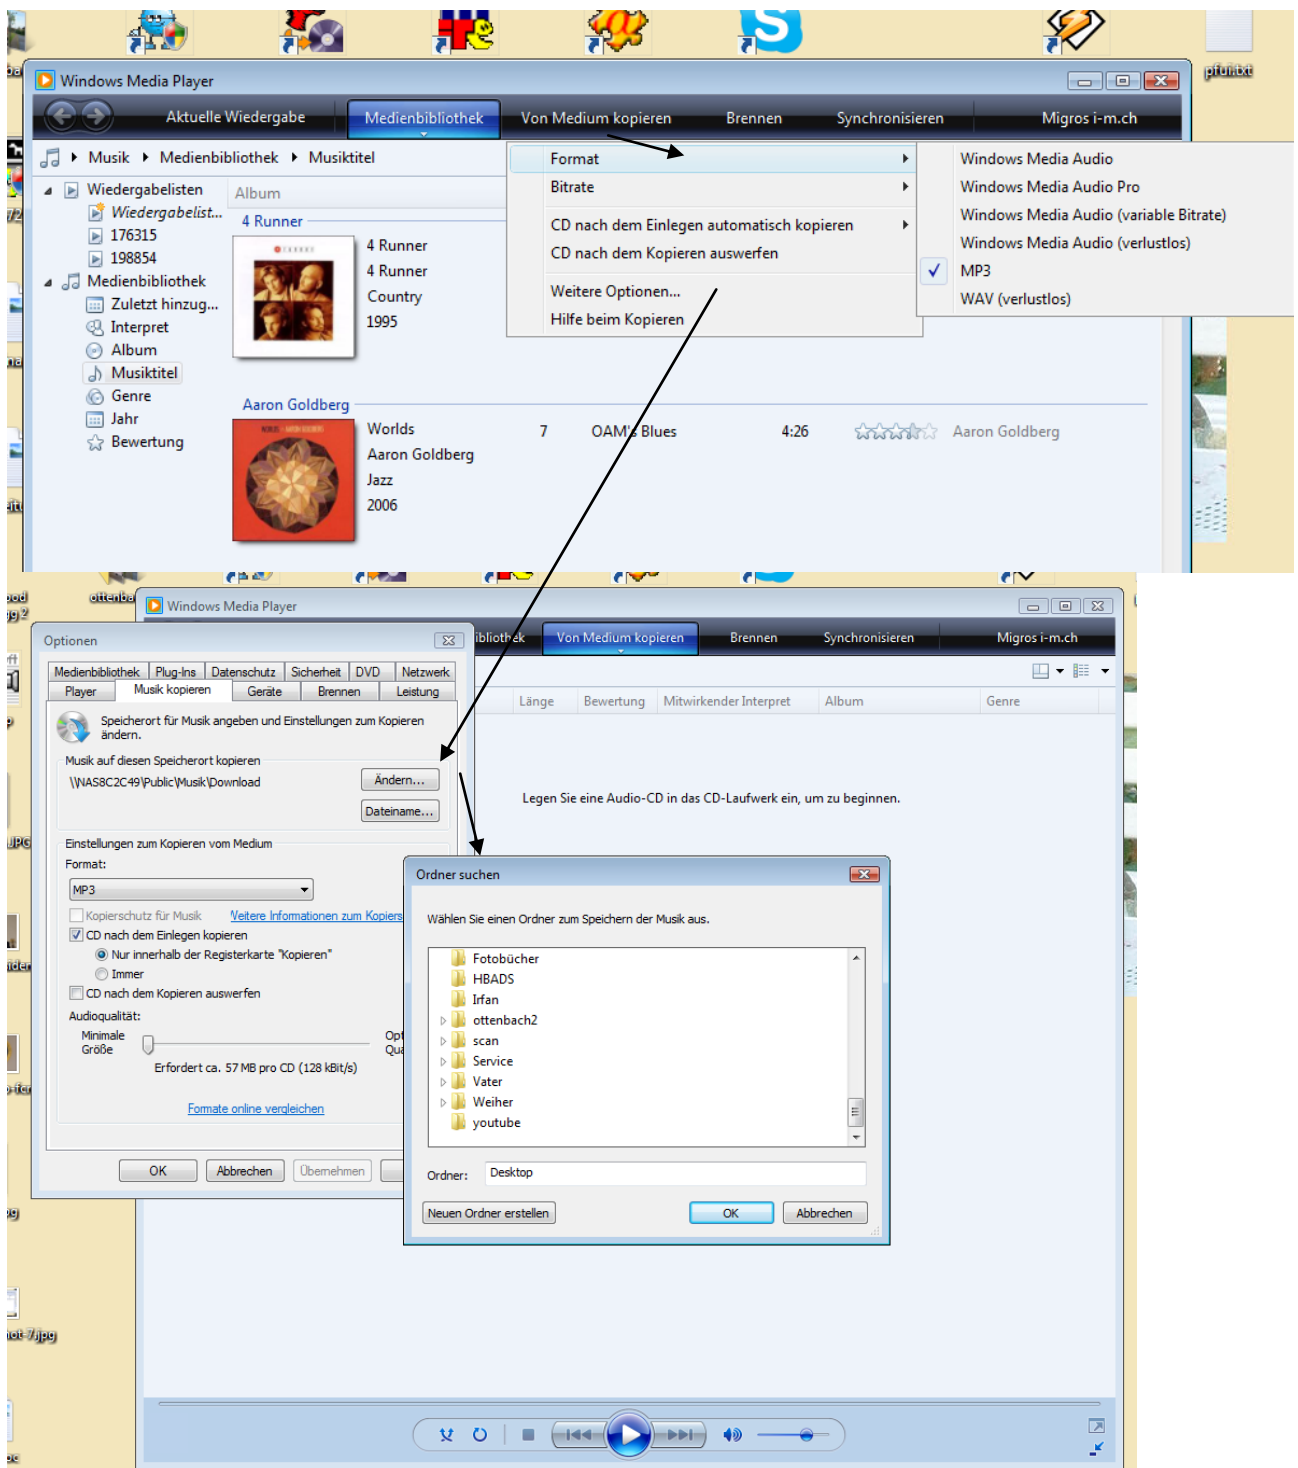 pfui.txt
Windows Media Player
Aktuelle Wiedergabe Medienbibliothek Von Medium kopieren Brennen Synchronisieren Migros i-m.ch
Musik Medienbibliothek Musiktitel
Format
Bitrate
CD nach dem Einlegen automatisch kopieren
CD nach dem Kopieren auswerfen
Weitere Optionen...
Hilfe beim Kopieren
Windows Media Audio
Windows Media Audio Pro
Windows Media Audio (variable Bitrate)
Windows Media Audio (verlustlos)
MP3
WAV (verlustlos)
Wiedergabelisten
Wiedergabelist...
176315
198854
Medienbibliothek
Zuletzt hinzug...
Interpret
Album
Musiktitel
Genre
Jahr
Bewertung
Album
4 Runner
4 Runner
4 Runner
Country
1995
Aaron Goldberg
Worlds 7 OAM's Blues 4:26 Aaron Goldberg
Aaron Goldberg
Jazz
2006
ottenba
Windows Media Player
ibliothek Von Medium kopieren Brennen Synchronisieren Migros i-m.ch
Länge Bewertung Mitwirkender Interpret Album Genre
Legen Sie eine Audio-CD in das CD-Laufwerk ein, um zu beginnen.
Optionen
Medienbibliothek Plug-Ins Datenschutz Sicherheit DVD Netzwerk
Player Musik kopieren Geräte Brennen Leistung
Speicherort für Musik angeben und Einstellungen zum Kopieren
ändern.
Musik auf diesen Speicherort kopieren
\\NAS8C2C49\Public\Musik\Download Ändern...
Dateiname...
Einstellungen zum Kopieren vom Medium
Format:
MP3
Kopierschutz für Musik Weitere Informationen zum Kopiers
CD nach dem Einlegen kopieren
Nur innerhalb der Registerkarte "Kopieren"
Immer
CD nach dem Kopieren auswerfen
Audioqualität:
Minimale Opt
Größe Qua
Erfordert ca. 57 MB pro CD (128 kBit/s)
Formate online vergleichen
OK Abbrechen Übernehmen
Ordner suchen
Wählen Sie einen Ordner zum Speichern der Musik aus.
Fotobücher
HBADS
Irfan
ottenbach2
scan
Service
Vater
Weiher
youtube
Ordner: Desktop
Neuen Ordner erstellen OK Abbrechen